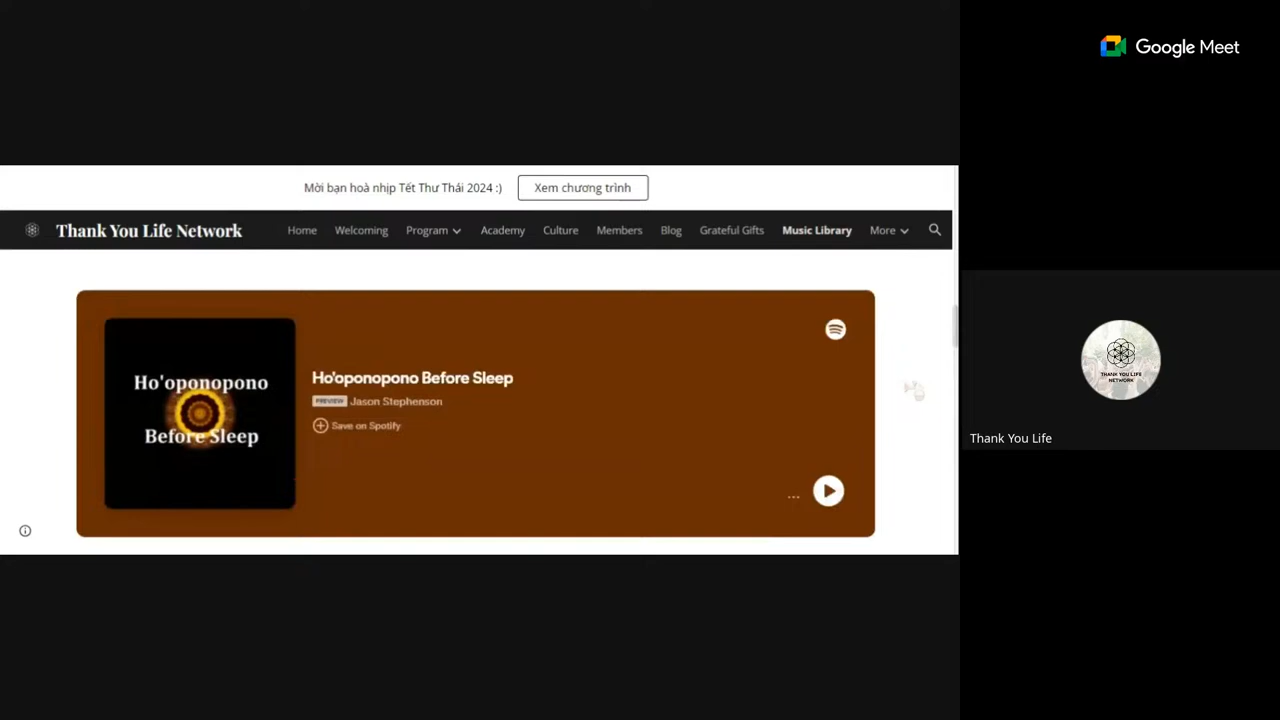 Google Meet
Mời bạn hoà nhịp Tết Thư Thái 2024 :)
Xem chương trình
Thank You Life Network
Home
Welcoming
Program
Academy
Culture
Members
Blog
Grateful Gifts
Music Library
More
Ho'oponopono
Before Sleep
Ho'oponopono Before Sleep
PREVIEW Jason Stephenson
Save on Spotify
THANK YOU LIFE
NETWORK
Thank You Life